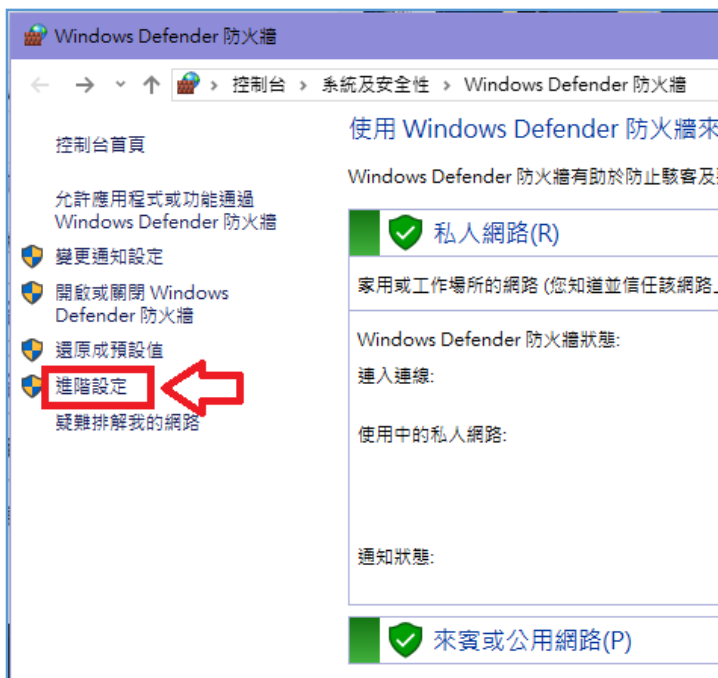 Windows Defender 防火牆
控制台 › 系統及安全性 › Windows Defender 防火牆
控制台首頁
允許應用程式或功能通過
Windows Defender 防火牆
變更通知設定
開啟或關閉 Windows
Defender 防火牆
還原成預設值
進階設定
疑難排解我的網路
使用 Windows Defender 防火牆來
Windows Defender 防火牆有助於防止駭客及
私人網路(R)
家用或工作場所的網路 (您知道並信任該網路
Windows Defender 防火牆狀態:
連入連線:
使用中的私人網路:
通知狀態:
來賓或公用網路(P)